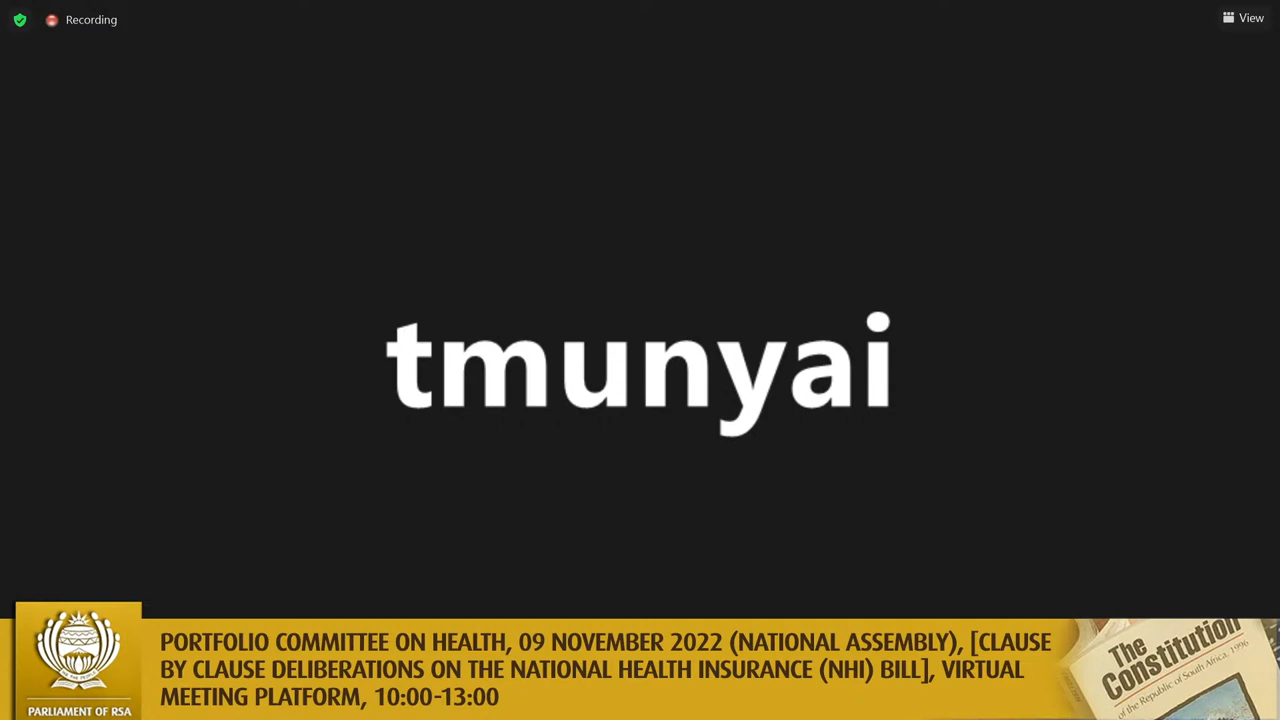 Recording
View
tmunyai
PORTFOLIO COMMITTEE ON HEALTH, 09 NOVEMBER 2022 (NATIONAL ASSEMBLY), [CLAUSE
BY CLAUSE DELIBERATIONS ON THE NATIONAL HEALTH INSURANCE (NHI) BILL], VIRTUAL
MEETING PLATFORM, 10:00-13:00
PARLIAMENT OF RSA
The
Constitution
of the Republic of South Africa, 1996